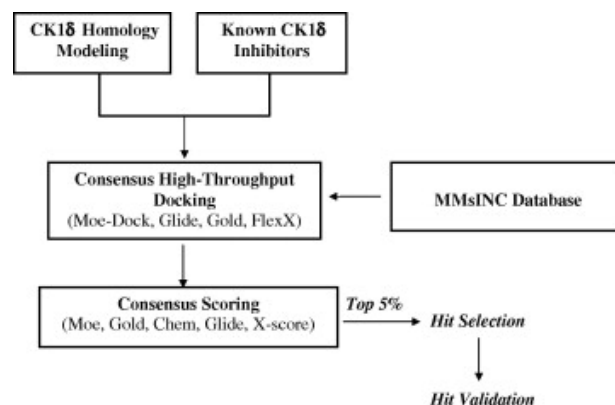 CK1δ Homology
Modeling
Known CK1δ
Inhibitors
Consensus High-Throughput
Docking
(Moe-Dock, Glide, Gold, FlexX)
MMsINC Database
Consensus Scoring
(Moe, Gold, Chem, Glide, X-score)
Top 5%
Hit Selection
Hit Validation